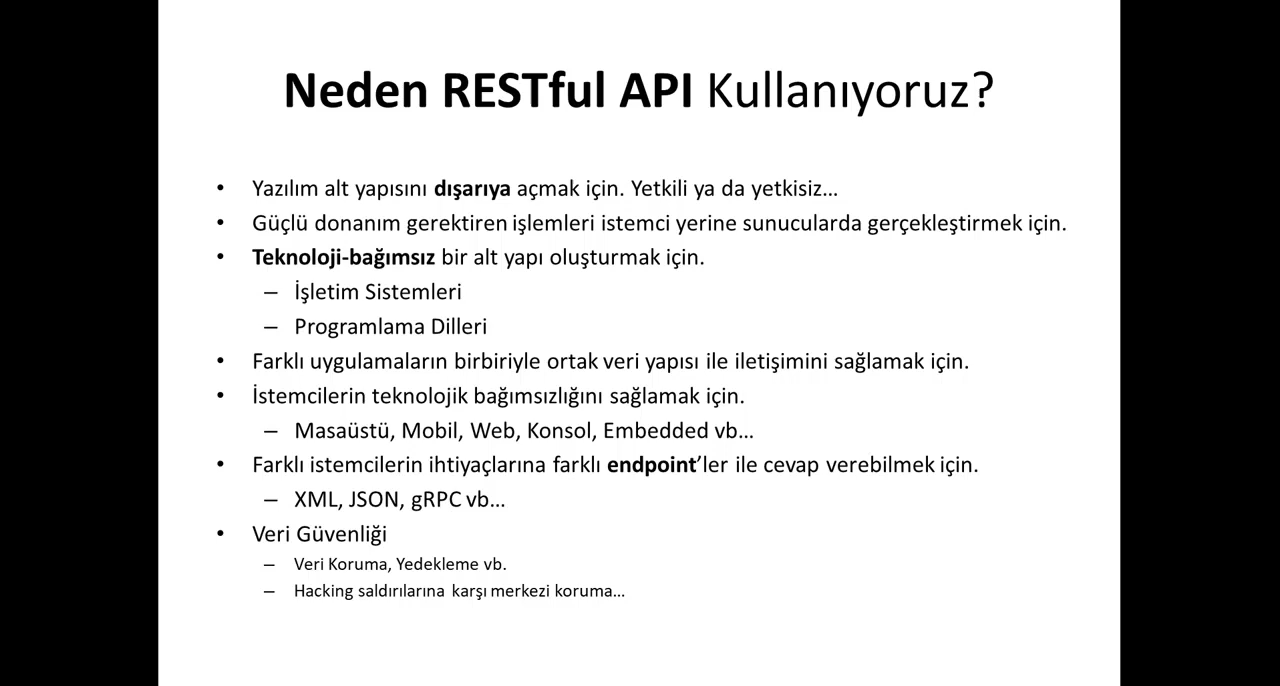 Neden RESTful API Kullanıyoruz?
• Yazılım alt yapısını dışarıya açmak için. Yetkili ya da yetkisiz…
• Güçlü donanım gerektiren işlemleri istemci yerine sunucularda gerçekleştirmek için.
• Teknoloji-bağımsız bir alt yapı oluşturmak için.
– İşletim Sistemleri
– Programlama Dilleri
• Farklı uygulamaların birbiriyle ortak veri yapısı ile iletişimini sağlamak için.
• İstemcilerin teknolojik bağımsızlığını sağlamak için.
– Masaüstü, Mobil, Web, Konsol, Embedded vb…
• Farklı istemcilerin ihtiyaçlarına farklı endpoint’ler ile cevap verebilmek için.
– XML, JSON, gRPC vb…
• Veri Güvenliği
– Veri Koruma, Yedekleme vb.
– Hacking saldırılarına karşı merkezi koruma…